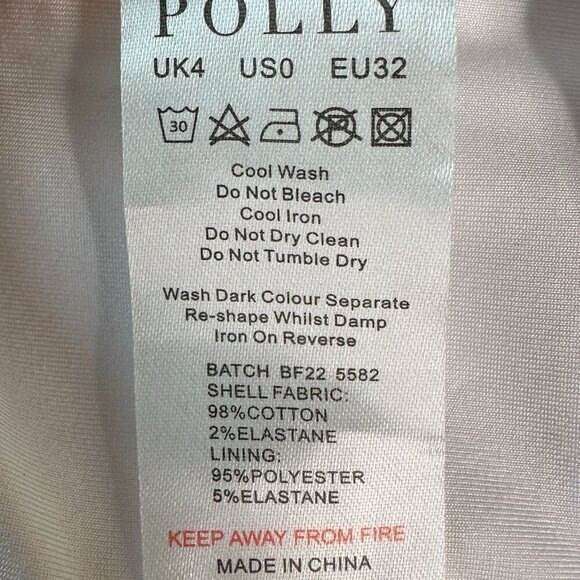 POLLY
UK4 US0 EU32
30 P
Cool Wash
Do Not Bleach
Cool Iron
Do Not Dry Clean
Do Not Tumble Dry
Wash Dark Colour Separate
Re-shape Whilst Damp
Iron On Reverse
BATCH BF22 5582
SHELL FABRIC:
98%COTTON
2%ELASTANE
LINING:
95%POLYESTER
5%ELASTANE
KEEP AWAY FROM FIRE
MADE IN CHINA